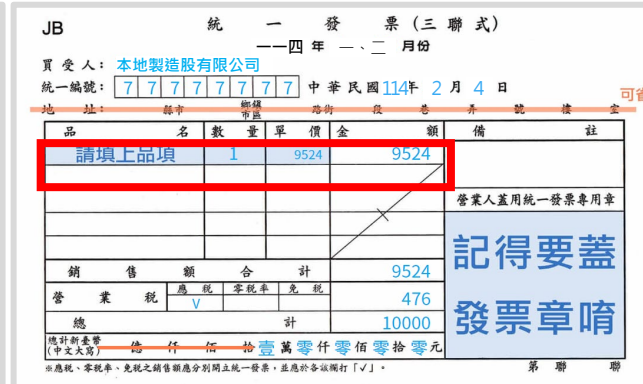 JB
統一發票(三聯式)
一一四年 一、二 月份
買受人: 本地製造股有限公司
統一編號: 7 7 7 7 7 7 7 7 中華民國114年 2 月 4 日
地 址: 縣市 鄉鎮市區 路街 段 巷 弄 號 樓 室
可省
品 名 數 量 單 價 金 額 備 註
請填上品項 1 9524 9524
營業人蓋用統一發票專用章
記得要蓋
發票章唷
銷 售 額 合 計 9524
營 業 稅 應稅 零稅率 免稅 476
V
總 計 10000
總計新臺幣(中文大寫) 億 仟 佰 拾 壹 萬 零 仟 零 佰 零 拾 零 元
※應稅、零稅率、免稅之銷售額應分別開立統一發票,並應於各該欄打「√」。
第 聯 聯